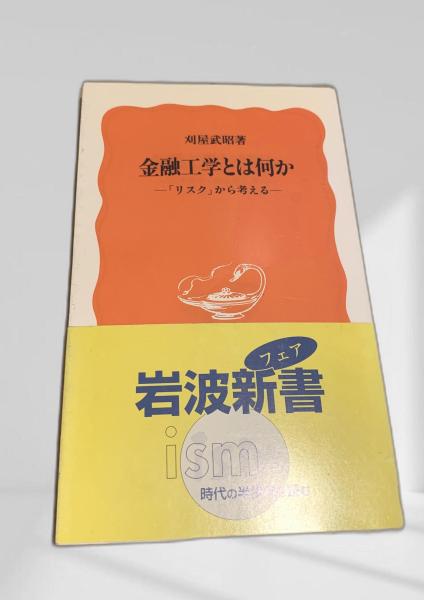 刈屋武昭著
金融工学とは何か
—「リスク」から考える—
フェア
岩波新書
ism
時代の